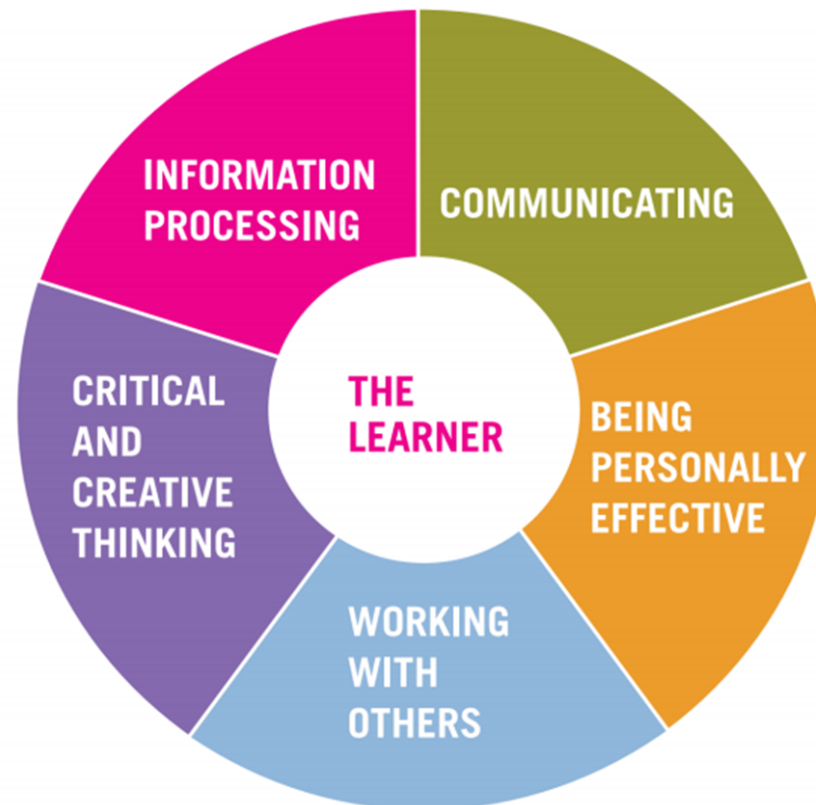 INFORMATION
PROCESSING
COMMUNICATING
CRITICAL
AND
CREATIVE
THINKING
THE
LEARNER
BEING
PERSONALLY
EFFECTIVE
WORKING
WITH
OTHERS